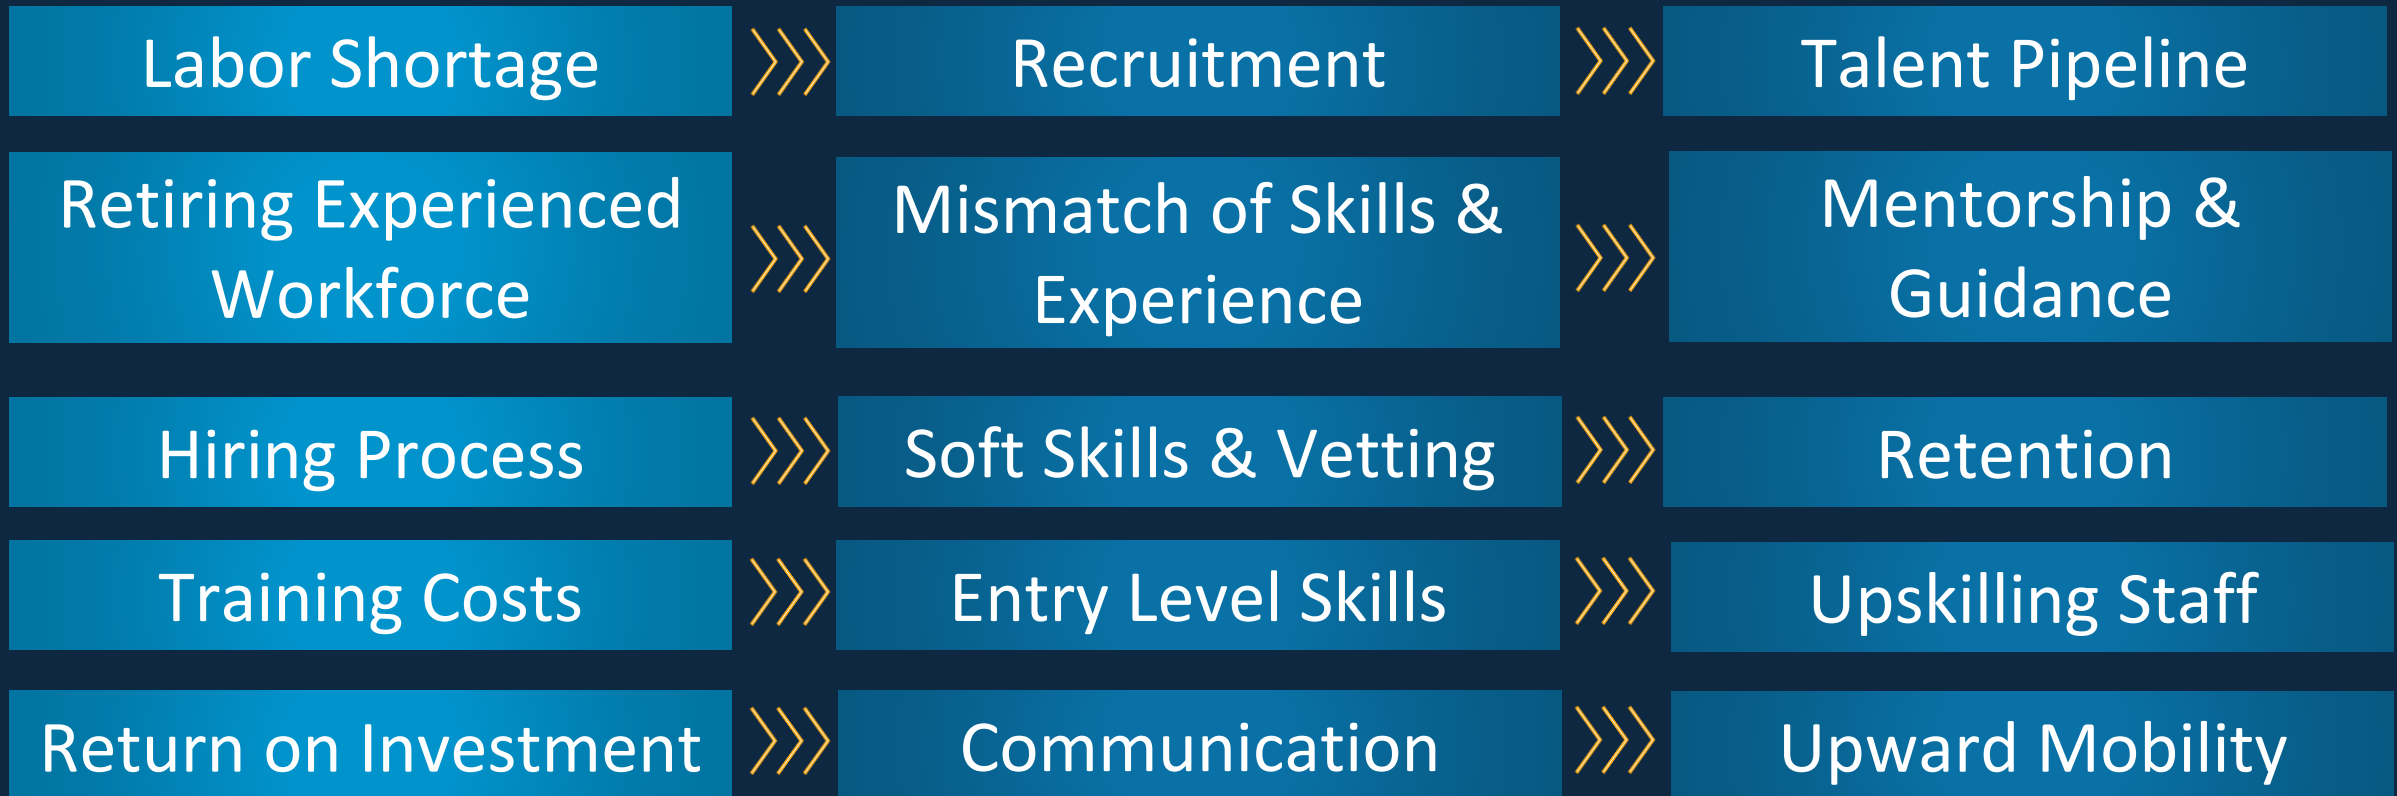 Labor Shortage
Recruitment
Talent Pipeline
Retiring Experienced
Workforce
Mismatch of Skills &
Experience
Mentorship &
Guidance
Hiring Process
Soft Skills & Vetting
Retention
Training Costs
Entry Level Skills
Upskilling Staff
Return on Investment
Communication
Upward Mobility